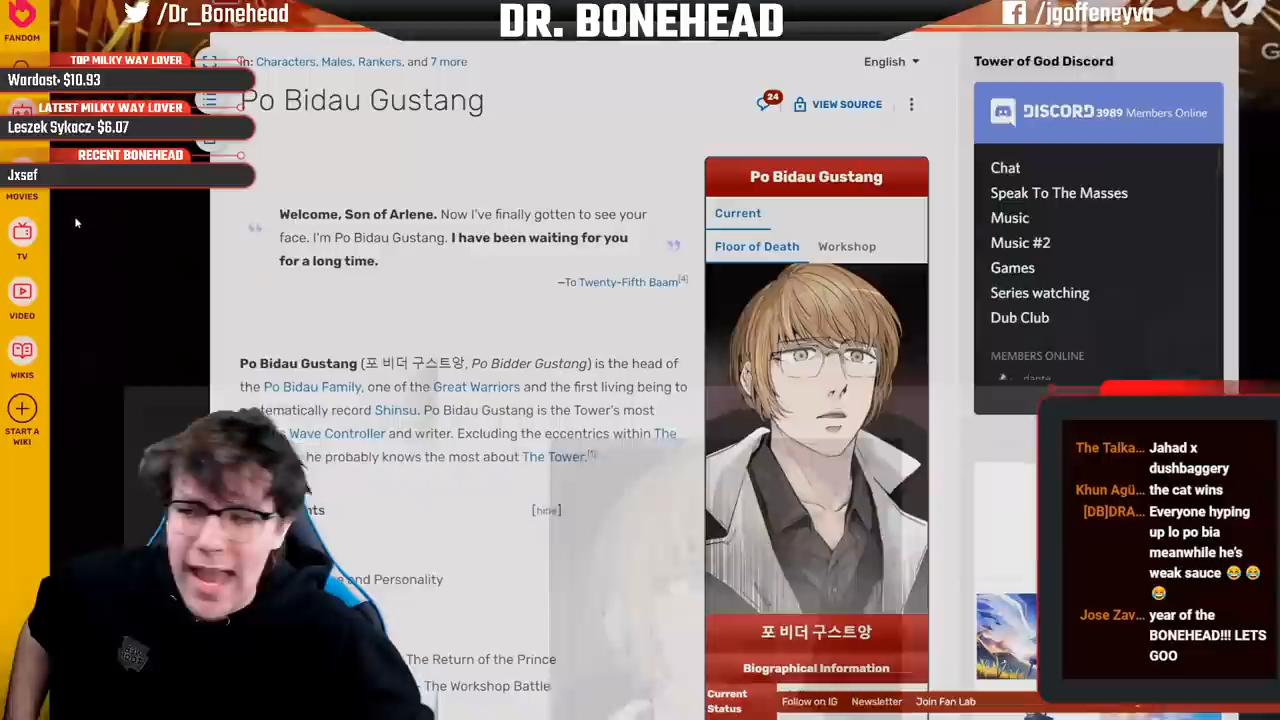 FANDOM
/Dr_Bonehead
DR. BONEHEAD
/jgoffeneyva
TOP MILKY WAY LOVER
Wardast• $10.93
LATEST MILKY WAY LOVER
Leszek Sykacz• $6.07
RECENT BONEHEAD
Jxsef
MOVIES
TV
VIDEO
WIKIS
START A
WIKI
in: Characters, Males, Rankers, and 7 more
English
Po Bidau Gustang
24
VIEW SOURCE
Welcome, Son of Arlene. Now I've finally gotten to see your
face. I'm Po Bidau Gustang. I have been waiting for you
for a long time.
—To Twenty-Fifth Baam[4]
Po Bidau Gustang (포 비더 구스트앙, Po Bidder Gustang) is the head of
the Po Bidau Family, one of the Great Warriors and the first living being to
tematically record Shinsu. Po Bidau Gustang is the Tower's most
Wave Controller and writer. Excluding the eccentrics within The
he probably knows the most about The Tower.[1]
nts [hide]
e and Personality
The Return of the Prince
The Workshop Battle
Po Bidau Gustang
Current
Floor of Death Workshop
포 비더 구스트앙
Biographical Information
Current
Status
Follow on IG Newsletter Join Fan Lab
Tower of God Discord
DISCORD 3989 Members Online
Chat
Speak To The Masses
Music
Music #2
Games
Series watching
Dub Club
MEMBERS ONLINE
dante
The Talka... Jahad x
dushbaggery
Khun Agü... the cat wins
[DB]DRA... Everyone hyping
up lo po bia
meanwhile he's
weak sauce 😂 😂
😂
Jose Zav... year of the
BONEHEAD!!! LETS
GOO